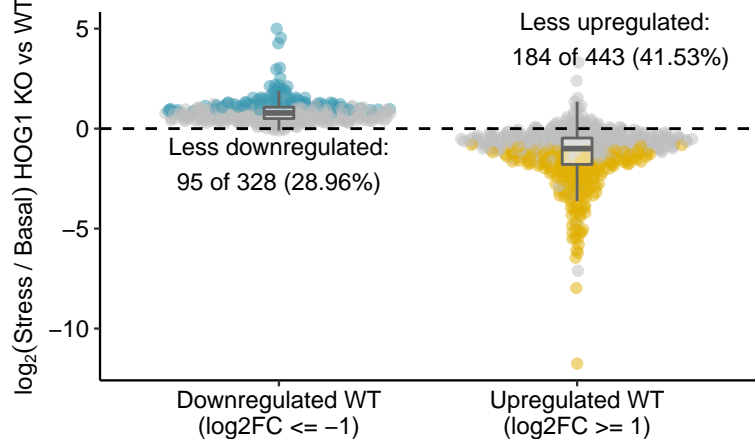 log2(Stress / Basal) HOG1 KO vs WT
5
0
−5
−10
Less upregulated:
184 of 443 (41.53%)
Less downregulated:
95 of 328 (28.96%)
Downregulated WT
(log2FC <= −1)
Upregulated WT
(log2FC >= 1)